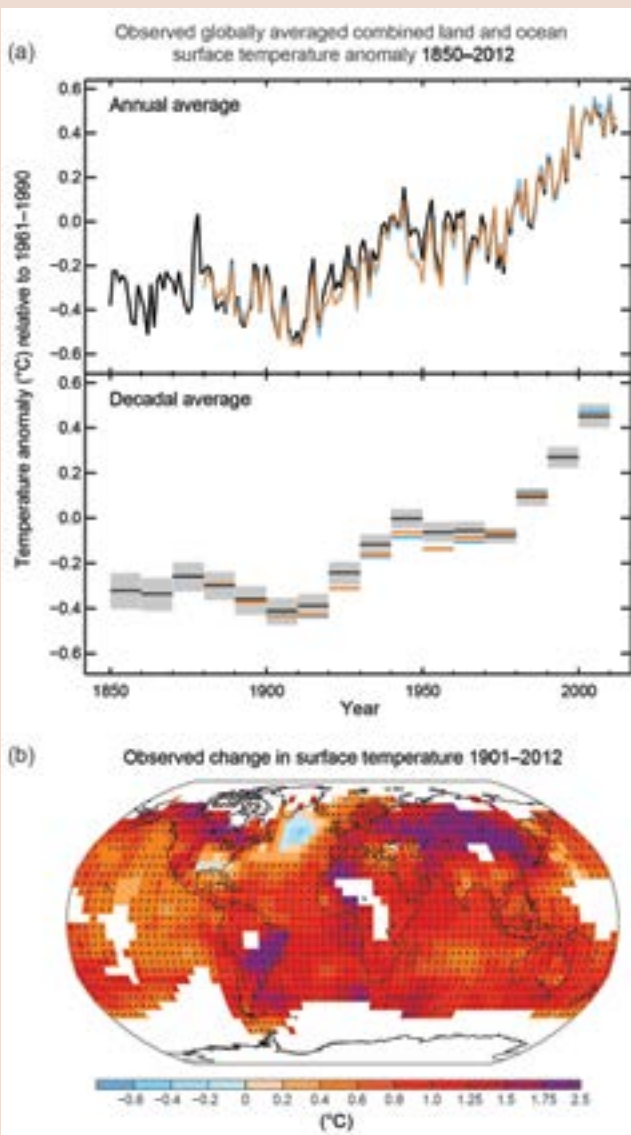 (a)
Observed globally averaged combined land and ocean
surface temperature anomaly 1850–2012
Temperature anomaly (°C) relative to 1961–1990
Annual average
0.6
0.4
0.2
0.0
−0.2
−0.4
−0.6
Decadal average
0.6
0.4
0.2
0.0
−0.2
−0.4
−0.6
1850 1900 1950 2000
Year
(b)
Observed change in surface temperature 1901–2012
−0.6 −0.4 −0.2 0 0.2 0.4 0.6 0.8 1.0 1.25 1.5 1.75 2.5
(°C)